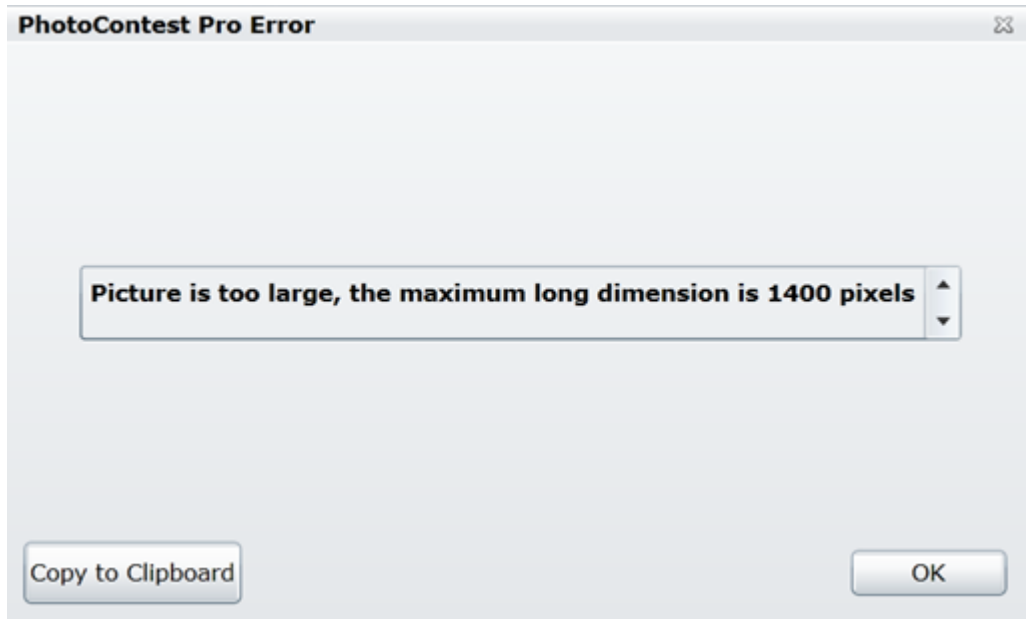 PhotoContest Pro Error
Picture is too large, the maximum long dimension is 1400 pixels
Copy to Clipboard
OK